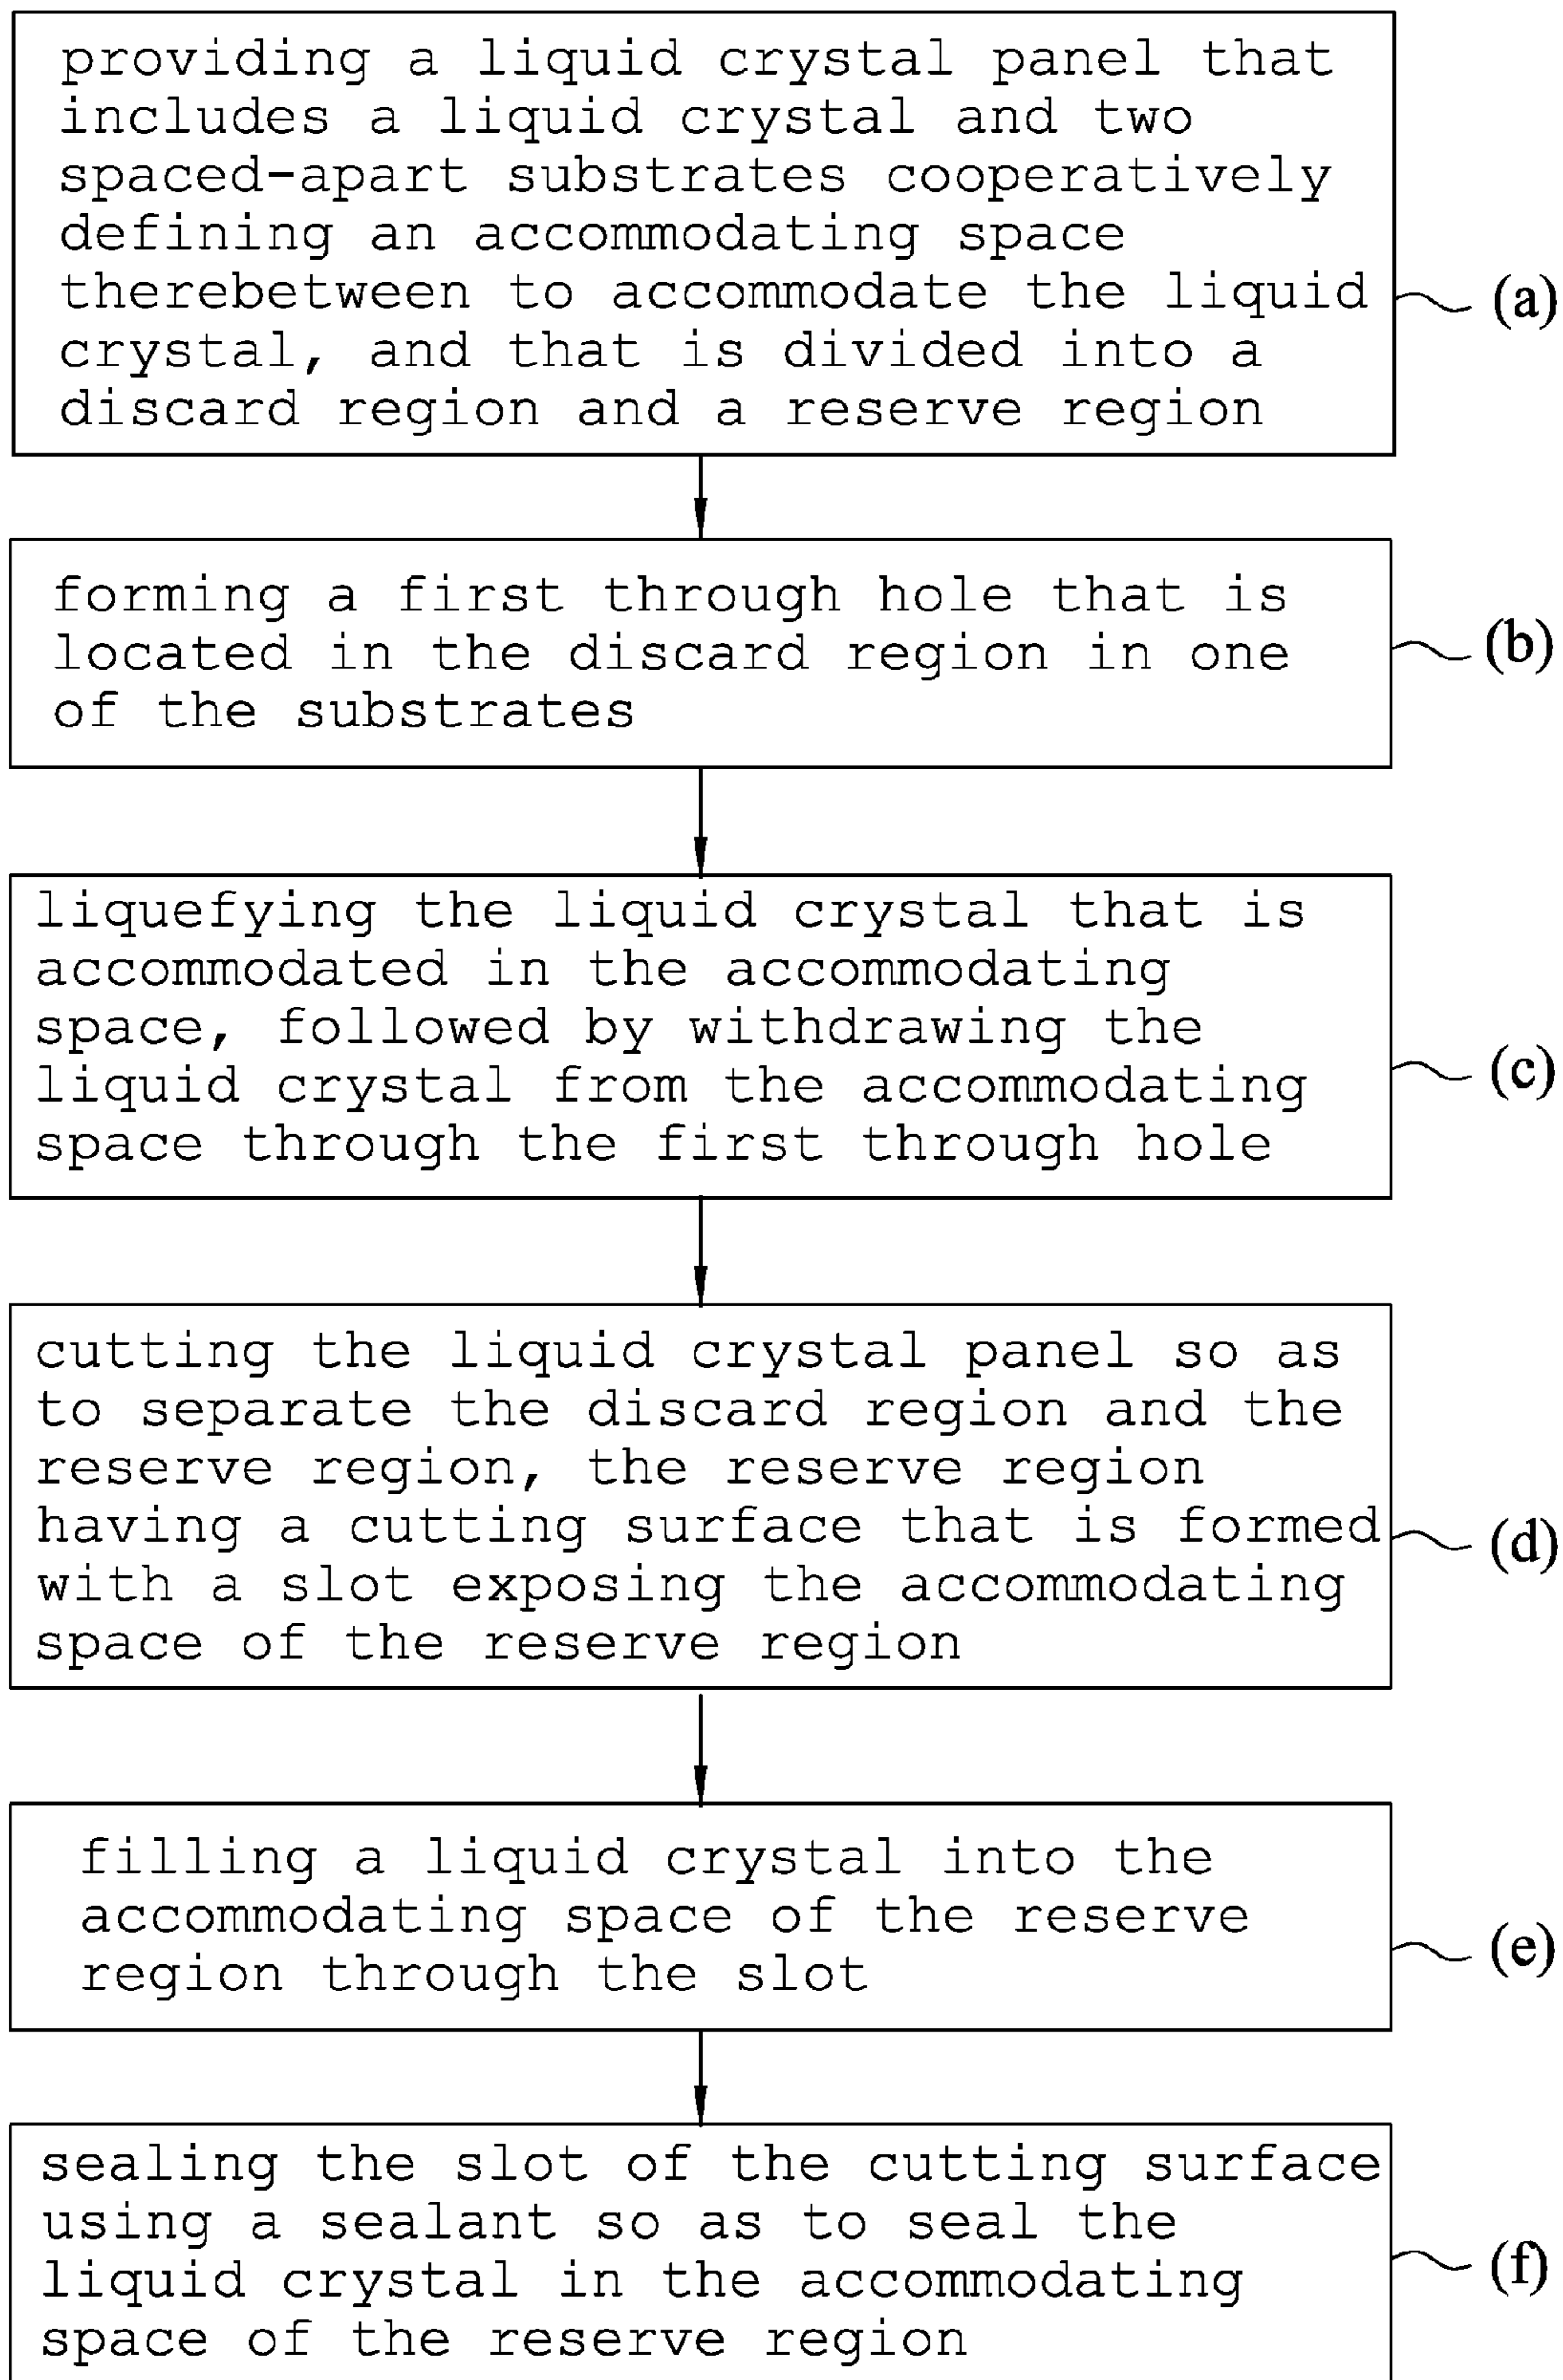 providing a liquid crystal panel that
includes a liquid crystal and two
spaced-apart substrates cooperatively
defining an accommodating space
therebetween to accommodate the liquid
crystal, and that is divided into a
discard region and a reserve region
(a)
forming a first through hole that is
located in the discard region in one
of the substrates
(b)
liquefying the liquid crystal that is
accommodated in the accommodating
space, followed by withdrawing the
liquid crystal from the accommodating
space through the first through hole
(c)
cutting the liquid crystal panel so as
to separate the discard region and the
reserve region, the reserve region
having a cutting surface that is formed
with a slot exposing the accommodating
space of the reserve region
(d)
filling a liquid crystal into the
accommodating space of the reserve
region through the slot
(e)
sealing the slot of the cutting surface
using a sealant so as to seal the
liquid crystal in the accommodating
space of the reserve region
(f)